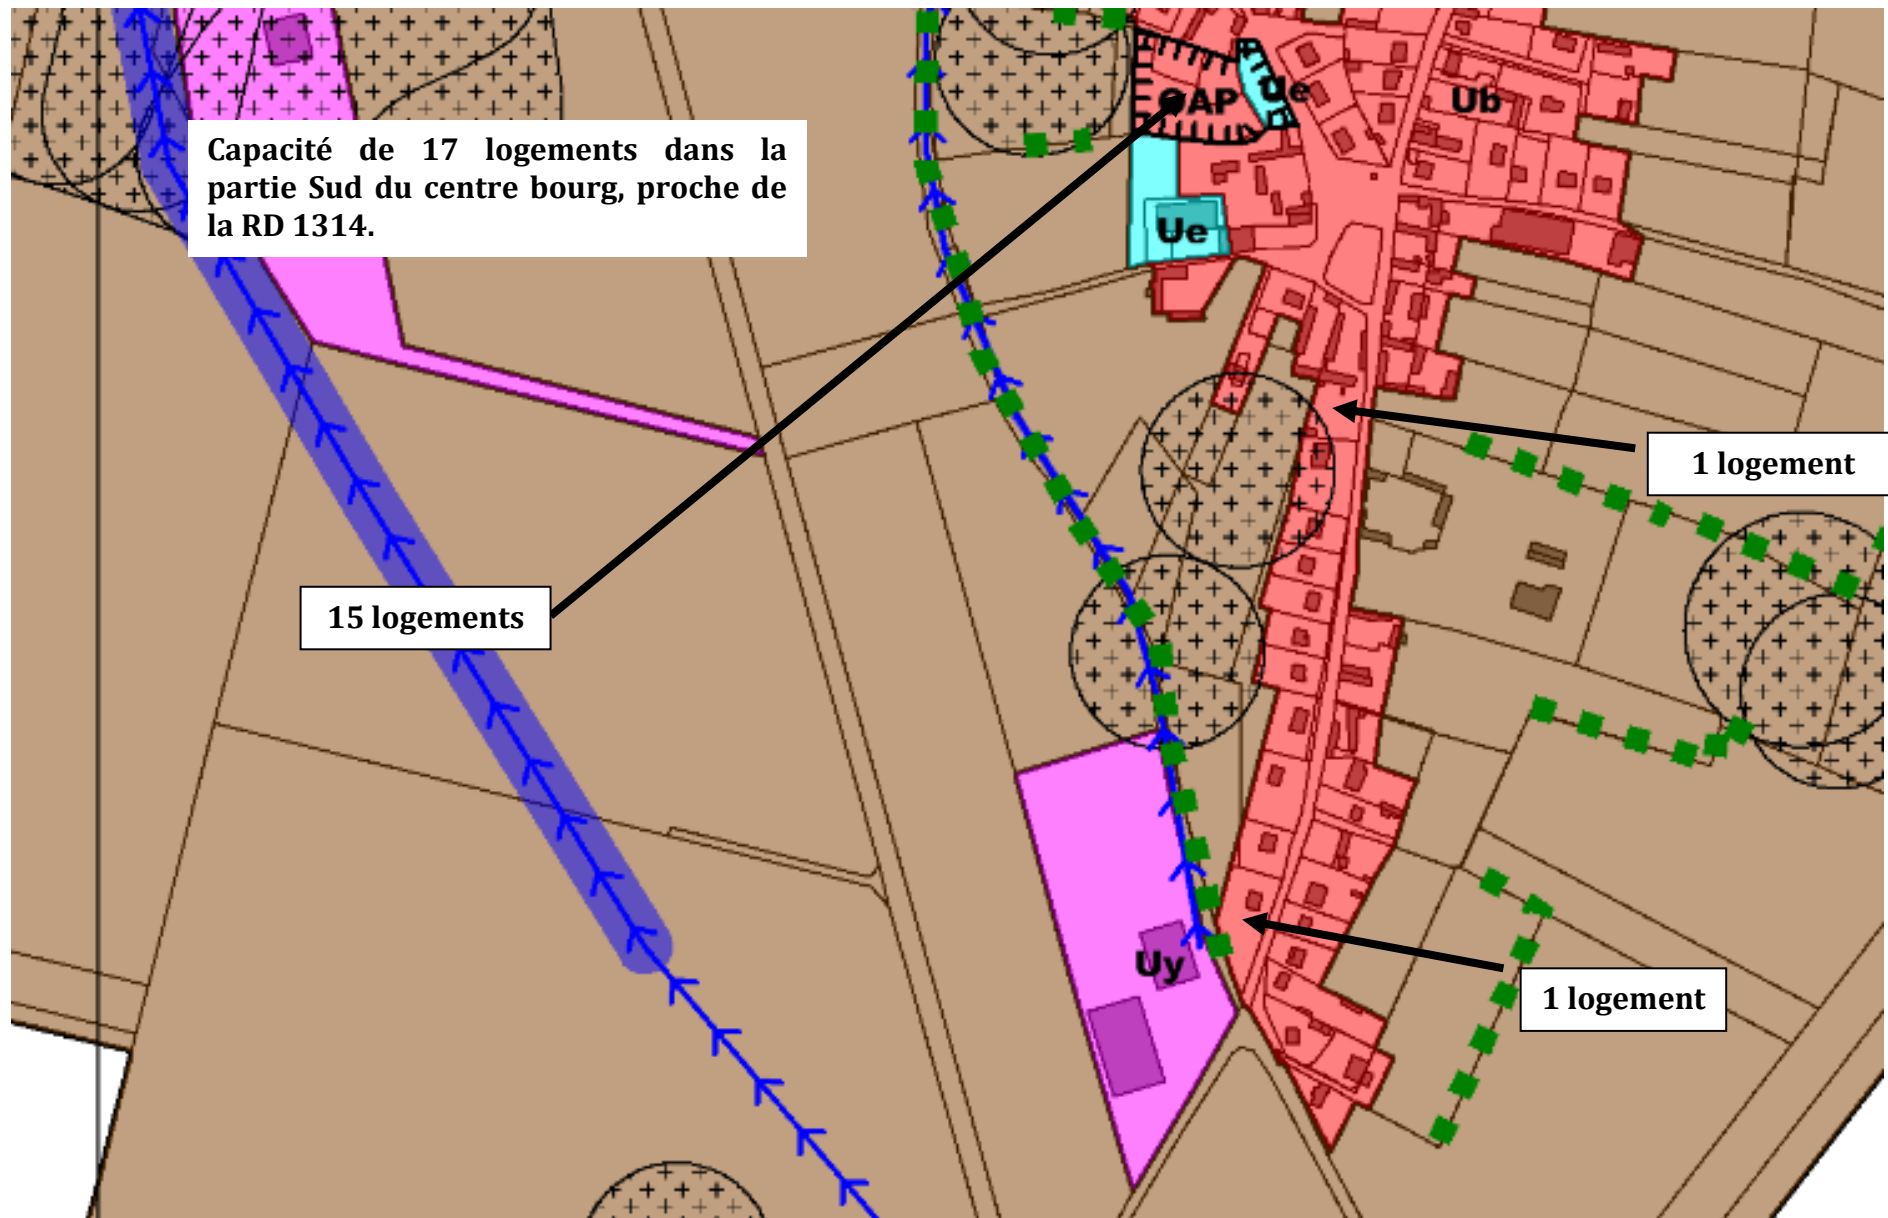 OAP
Ue
Ub
Capacité de 17 logements dans la
partie Sud du centre bourg, proche de
la RD 1314.
Ue
1 logement
15 logements
Uy
1 logement